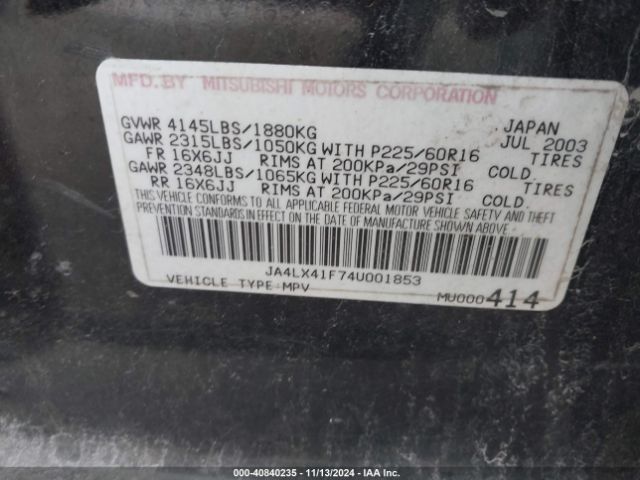 MFD. BY MITSUBISHI MOTORS CORPORATION
GVWR 4145LBS/1880KG JAPAN
GAWR 2315LBS/1050KG WITH P225/60R16 JUL 2003
FR 16X6JJ RIMS AT 200KPa/29PSI COLD. TIRES
GAWR 2348LBS/1065KG WITH P225/60R16 TIRES
RR 16X6JJ RIMS AT 200KPa/29PSI COLD.
THIS VEHICLE CONFORMS TO ALL APPLICABLE FEDERAL MOTOR VEHICLE SAFETY AND THEFT
PREVENTION STANDARDS IN EFFECT ON THE DATE OF MANUFACTURE SHOWN ABOVE.
JA4LX41F74U001853
VEHICLE TYPE MPV MU000414
000-40840235 - 11/13/2024 - IAA Inc.